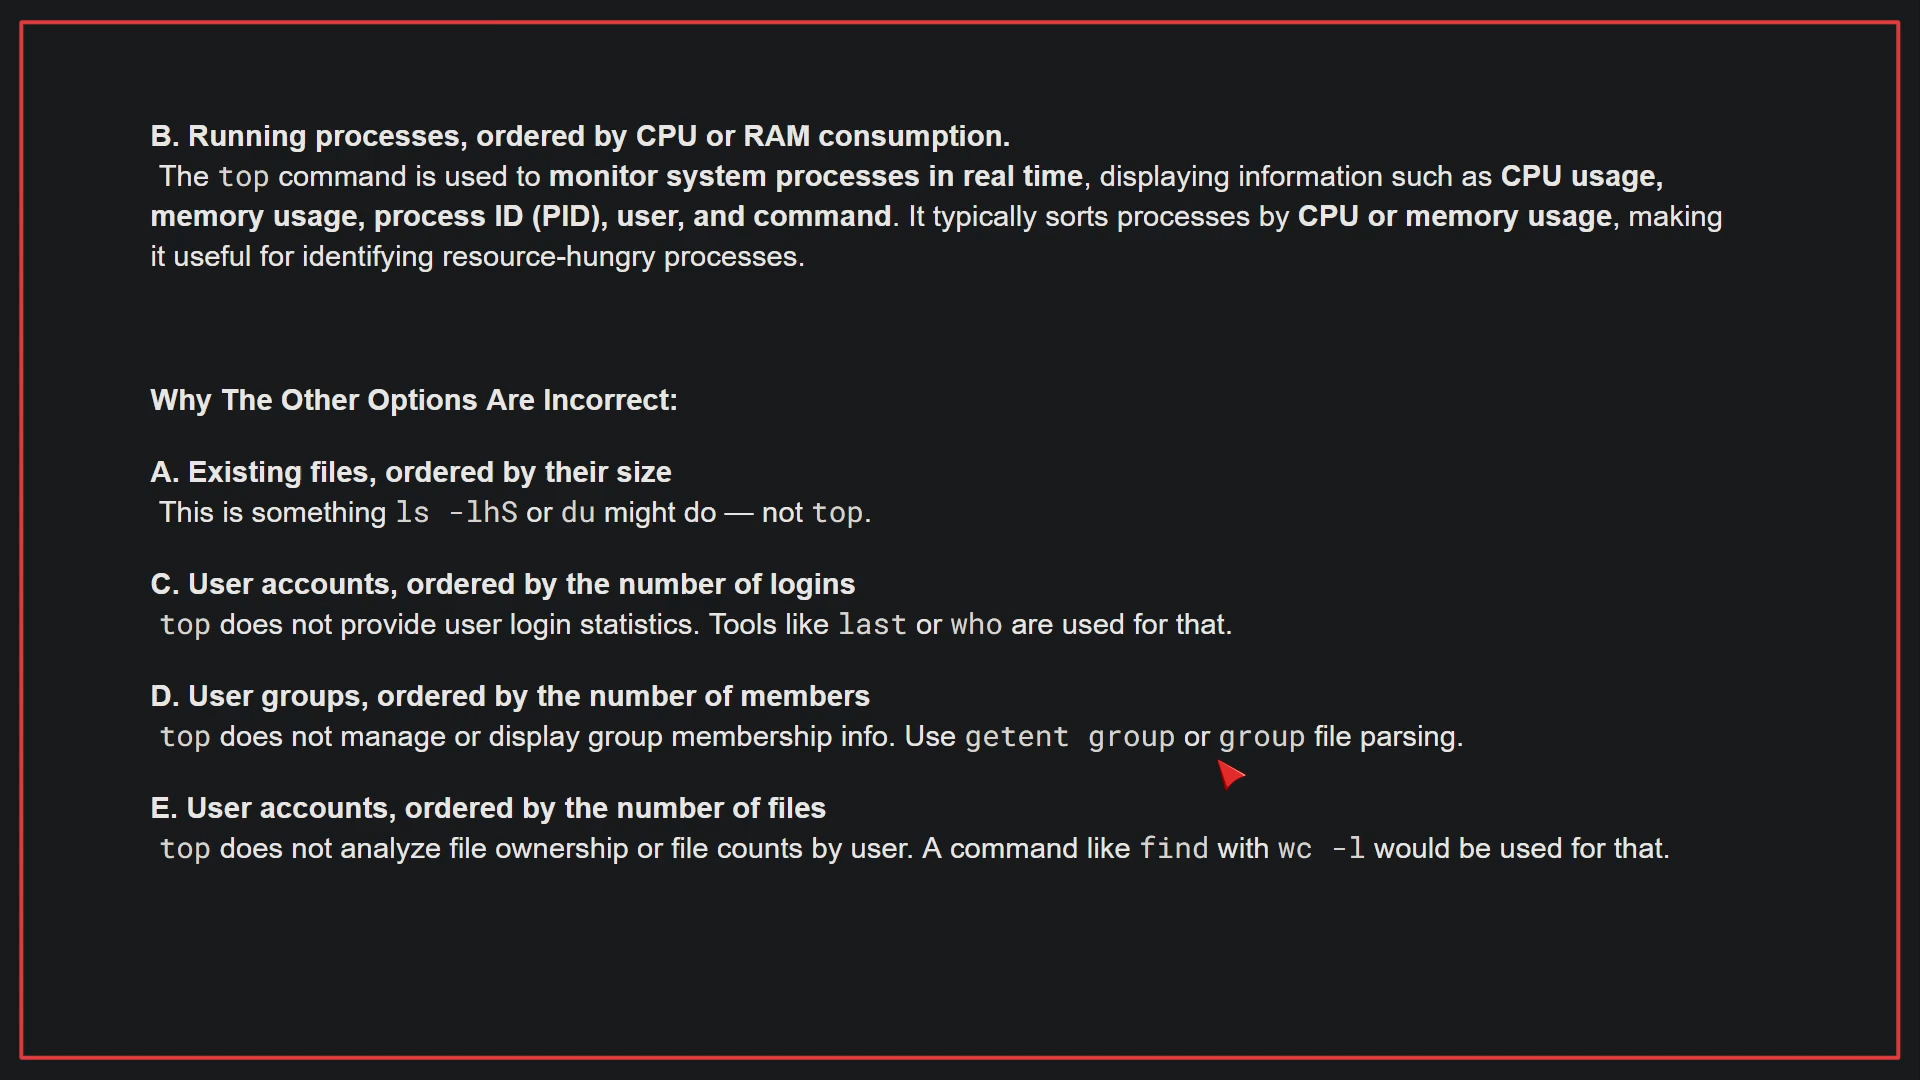 B. Running processes, ordered by CPU or RAM consumption.
The top command is used to monitor system processes in real time, displaying information such as CPU usage,
memory usage, process ID (PID), user, and command. It typically sorts processes by CPU or memory usage, making
it useful for identifying resource-hungry processes.
Why The Other Options Are Incorrect:
A. Existing files, ordered by their size
This is something ls -lhS or du might do — not top.
C. User accounts, ordered by the number of logins
top does not provide user login statistics. Tools like last or who are used for that.
D. User groups, ordered by the number of members
top does not manage or display group membership info. Use getent group or group file parsing.
E. User accounts, ordered by the number of files
top does not analyze file ownership or file counts by user. A command like find with wc -l would be used for that.